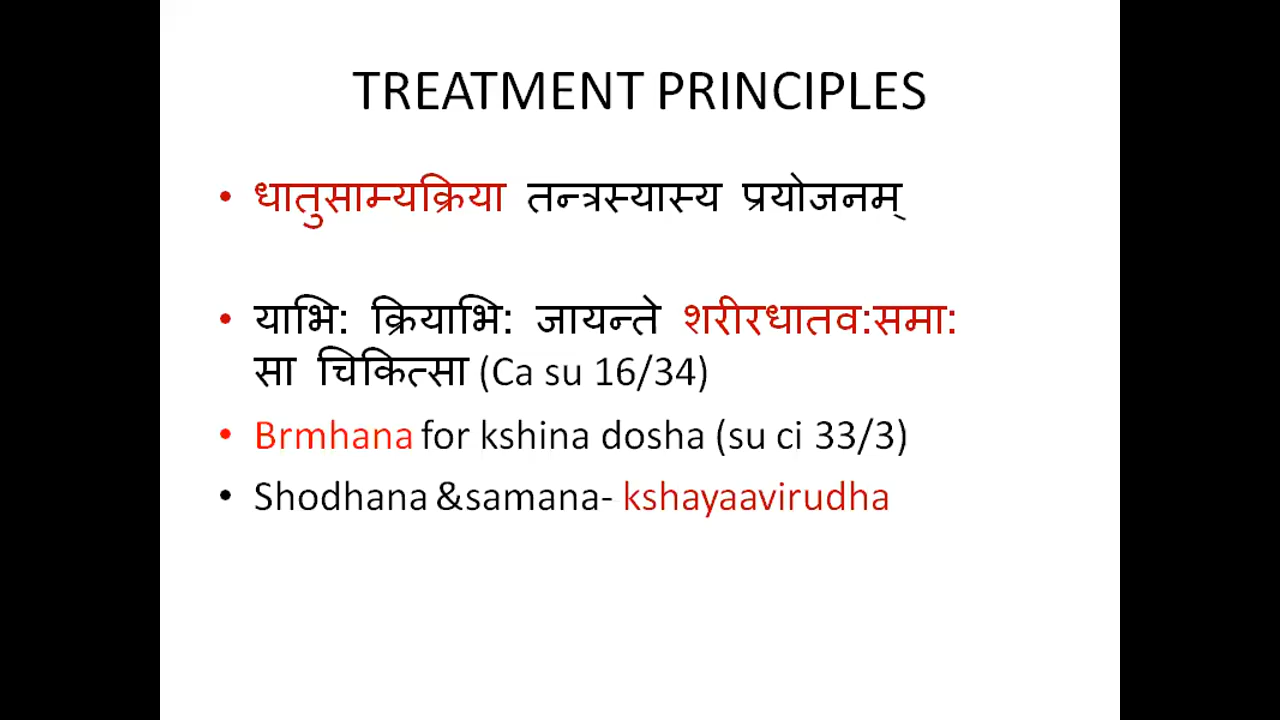 TREATMENT PRINCIPLES
• धातुसाम्यक्रिया तन्त्रस्यास्य प्रयोजनम्
• याभि: क्रियाभि: जायन्ते शरीरधातव:समा:
सा चिकित्सा (Ca su 16/34)
• Brmhana for kshina dosha (su ci 33/3)
• Shodhana &samana- kshayaavirudha